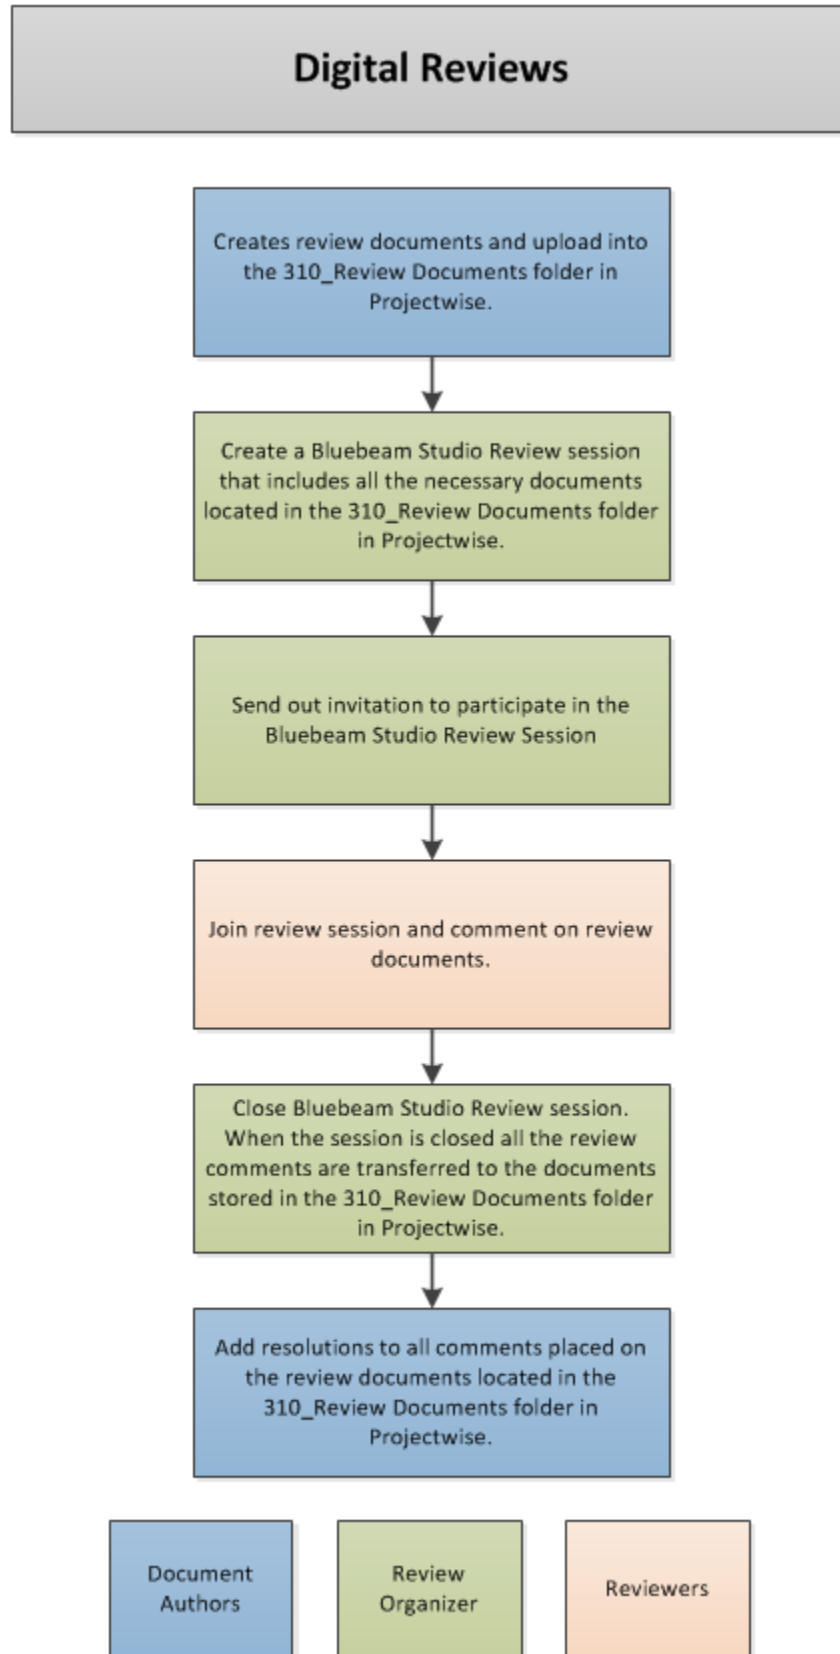 Digital Reviews
Creates review documents and upload into
the 310_Review Documents folder in
Projectwise.
Create a Bluebeam Studio Review session
that includes all the necessary documents
located in the 310_Review Documents folder
in Projectwise.
Send out invitation to participate in the
Bluebeam Studio Review Session
Join review session and comment on review
documents.
Close Bluebeam Studio Review session.
When the session is closed all the review
comments are transferred to the documents
stored in the 310_Review Documents folder
in Projectwise.
Add resolutions to all comments placed on
the review documents located in the
310_Review Documents folder in
Projectwise.
Document
Authors
Review
Organizer
Reviewers